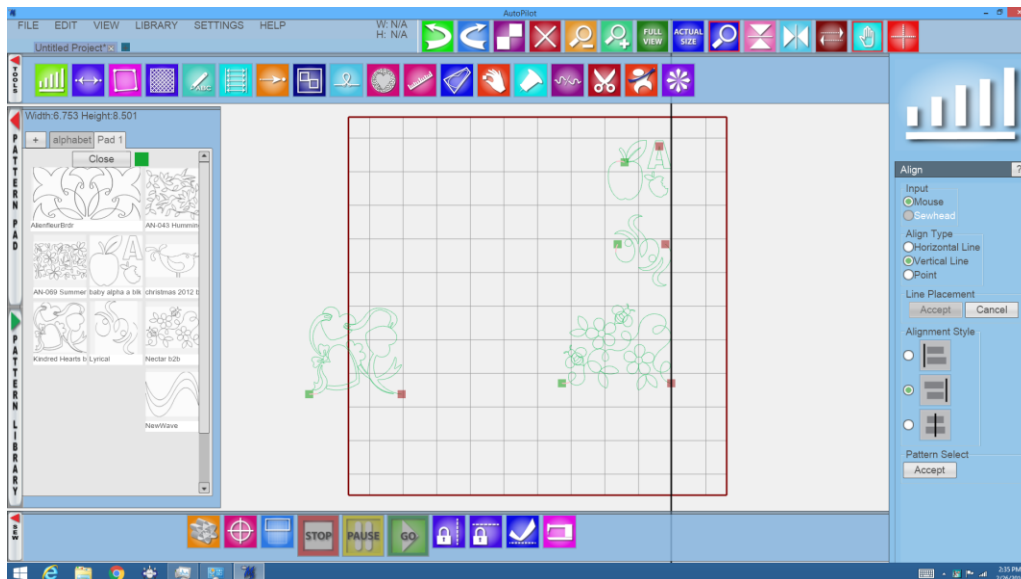 AutoPilot
FILE EDIT VIEW LIBRARY SETTINGS HELP
W: N/A
H: N/A
FULL VIEW
ACTUAL SIZE
Untitled Project*
TOOLS
ABC
Width:6.753 Height:8.501
+ alphabet Pad 1
Close
PATTERN PAD
AlienfleurBrdr
AN-043 Hummin
AN-069 Summer
baby alpha a blk
christmas 2012 b
Kindred Hearts b
Lyrical
Nectar b2b
NewWave
PATTERN LIBRARY
Align
?
Input
Mouse
Sewhead
Align Type
Horizontal Line
Vertical Line
Point
Line Placement
Accept Cancel
Alignment Style
Pattern Select
Accept
SEW
STOP
PAUSE
GO
2:35 PM